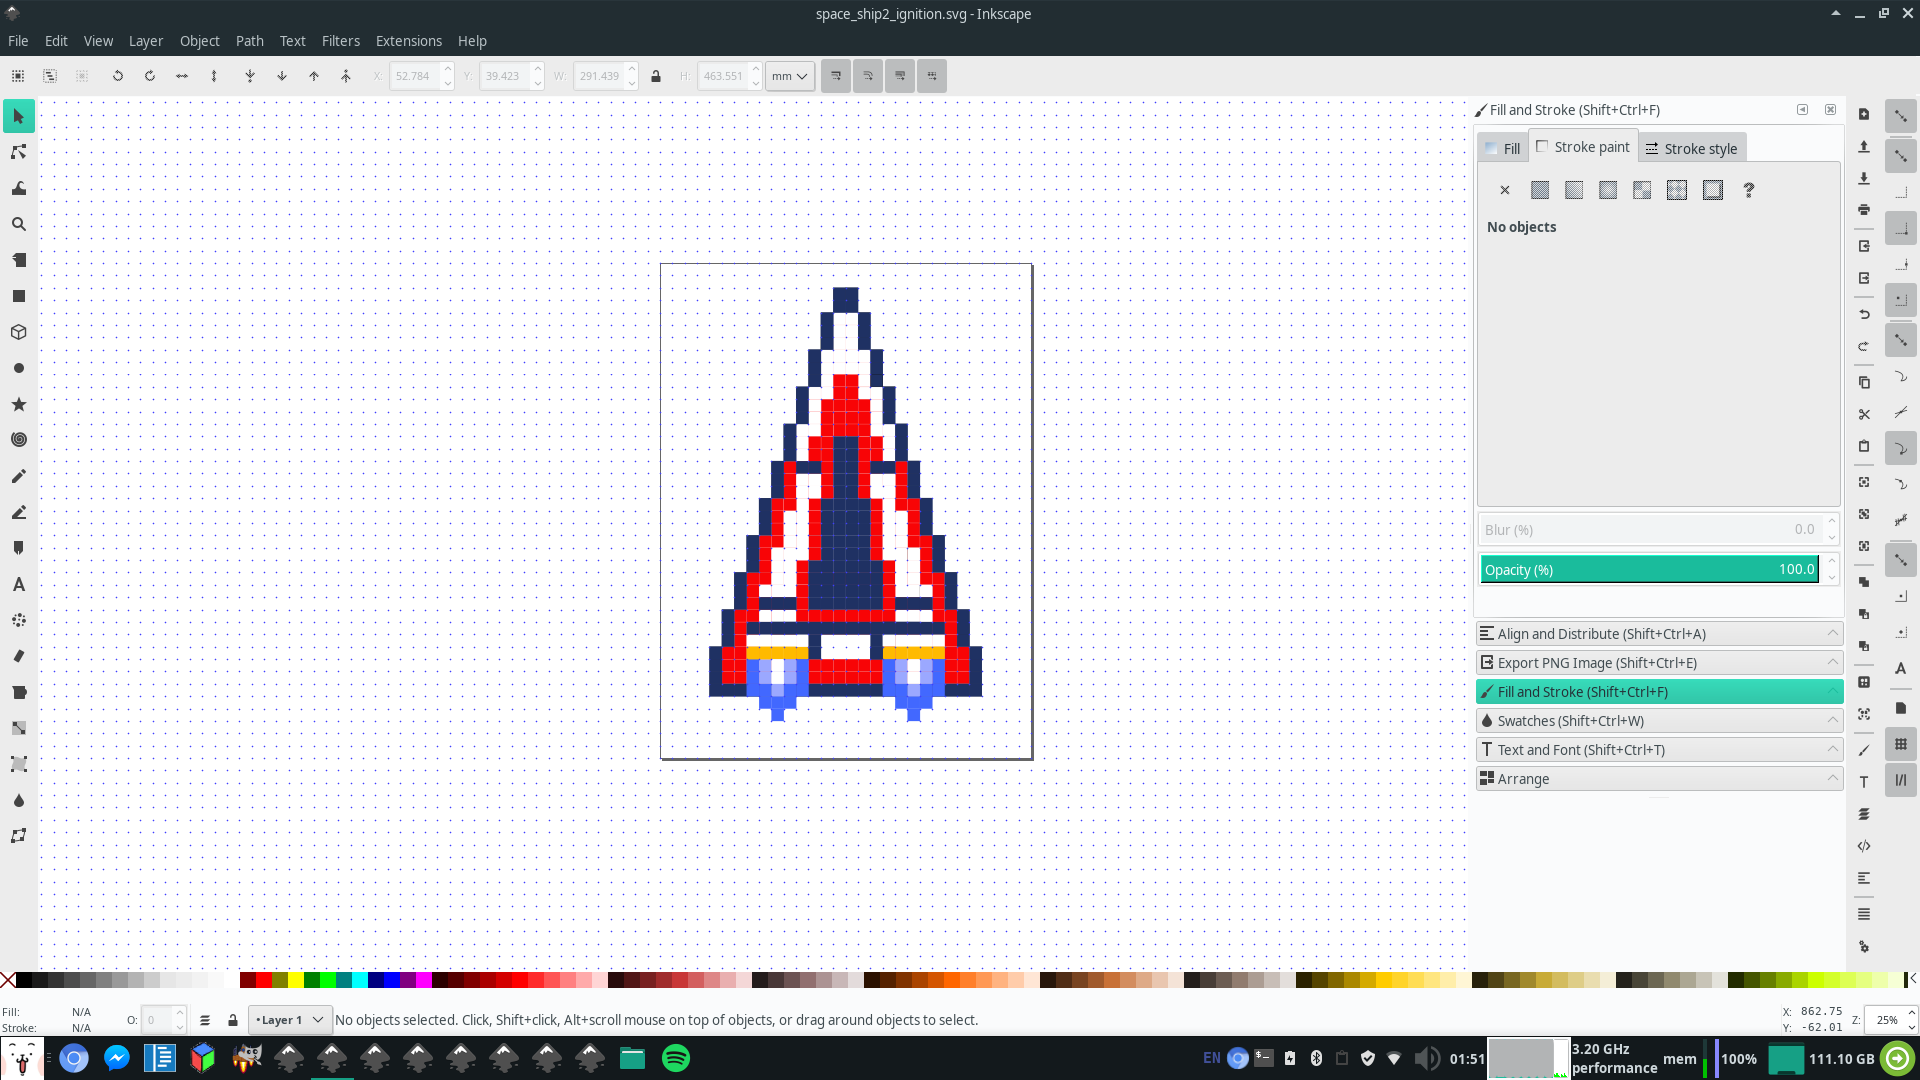 space_ship2_ignition.svg - Inkscape
File Edit View Layer Object Path Text Filters Extensions Help
X: 52.784 Y: 39.423 W: 291.439 H: 463.551 mm
Fill and Stroke (Shift+Ctrl+F)
Fill Stroke paint Stroke style
No objects
Blur (%) 0.0
Opacity (%) 100.0
Align and Distribute (Shift+Ctrl+A)
Export PNG Image (Shift+Ctrl+E)
Fill and Stroke (Shift+Ctrl+F)
Swatches (Shift+Ctrl+W)
Text and Font (Shift+Ctrl+T)
Arrange
Fill: N/A
Stroke: N/A
O: 0
•Layer 1
No objects selected. Click, Shift+click, Alt+scroll mouse on top of objects, or drag around objects to select.
X: 862.75
Y: -62.01
Z: 25%
EN
01:51
3.20 GHz
performance
mem
100%
111.10 GB